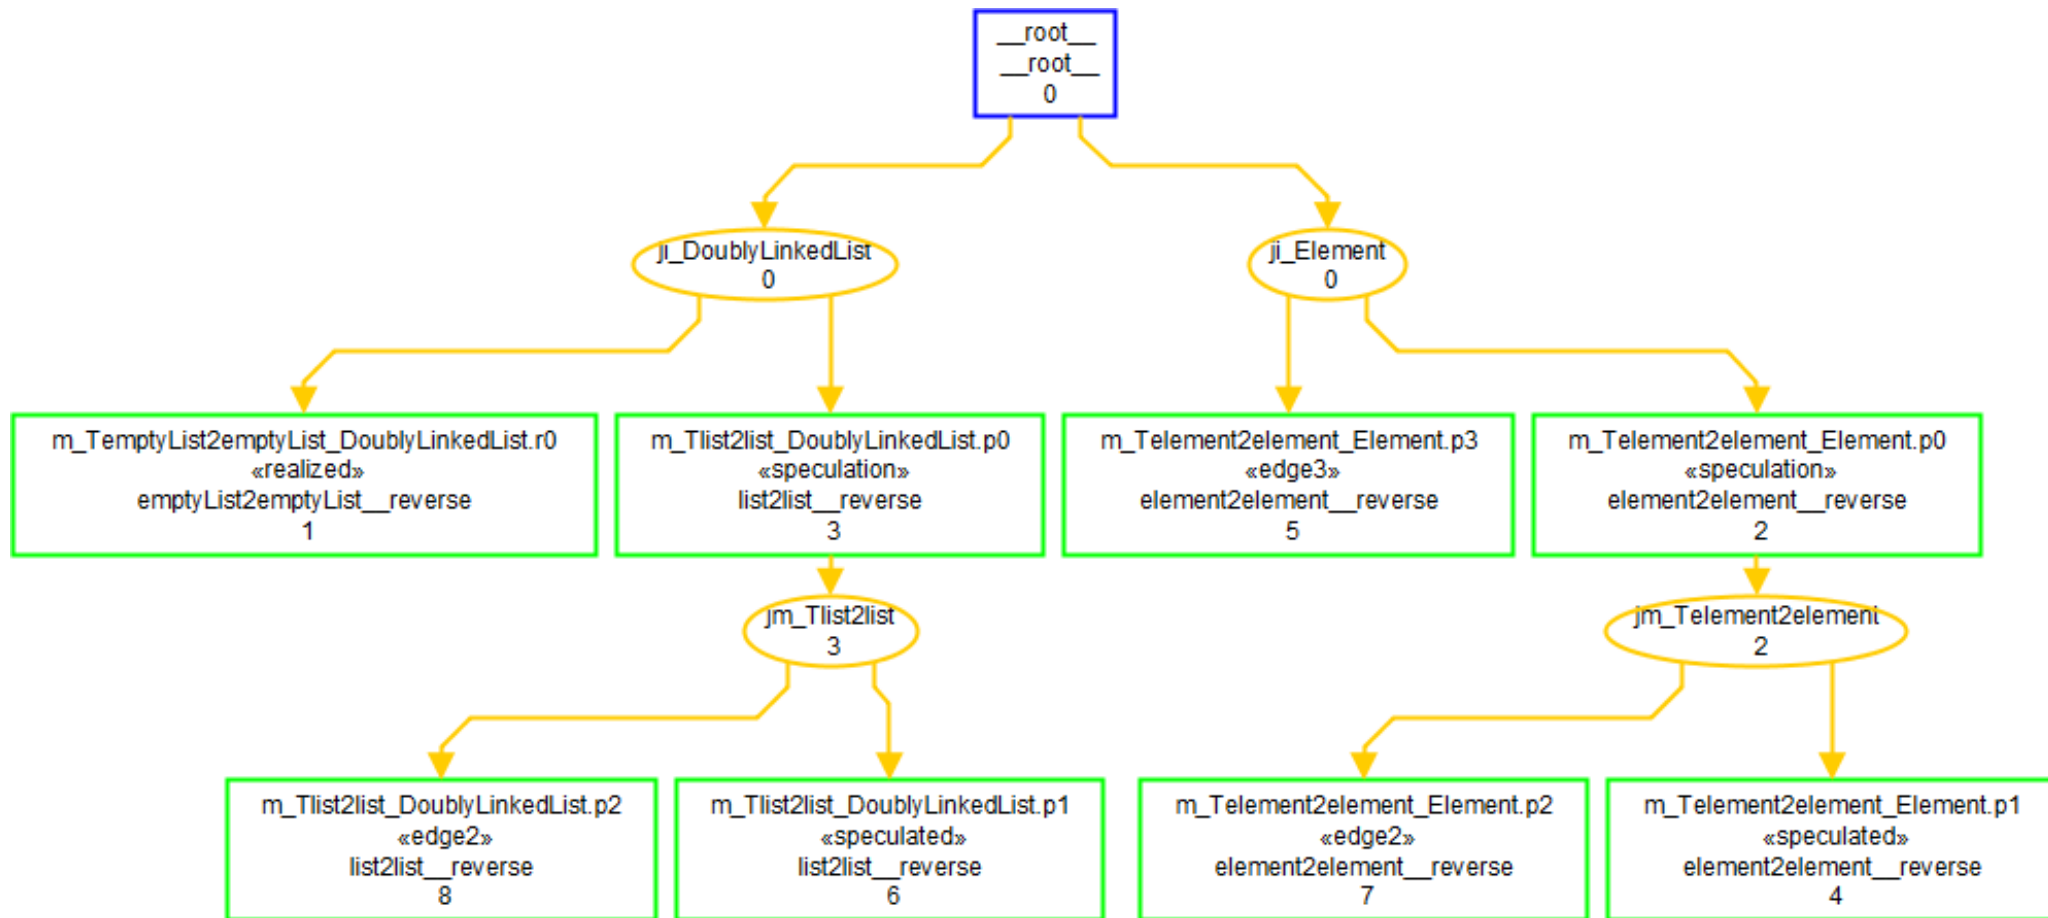 __root__
__root__
0
ji_DoublyLinkedList
0
ji_Element
0
m_TemptyList2emptyList_DoublyLinkedList.r0
«realized»
emptyList2emptyList__reverse
1
m_Tlist2list_DoublyLinkedList.p0
«speculation»
list2list__reverse
3
m_Telement2element_Element.p3
«edge3»
element2element__reverse
5
m_Telement2element_Element.p0
«speculation»
element2element__reverse
2
jm_Tlist2list
3
jm_Telement2element
2
m_Tlist2list_DoublyLinkedList.p2
«edge2»
list2list__reverse
8
m_Tlist2list_DoublyLinkedList.p1
«speculated»
list2list__reverse
6
m_Telement2element_Element.p2
«edge2»
element2element__reverse
7
m_Telement2element_Element.p1
«speculated»
element2element__reverse
4